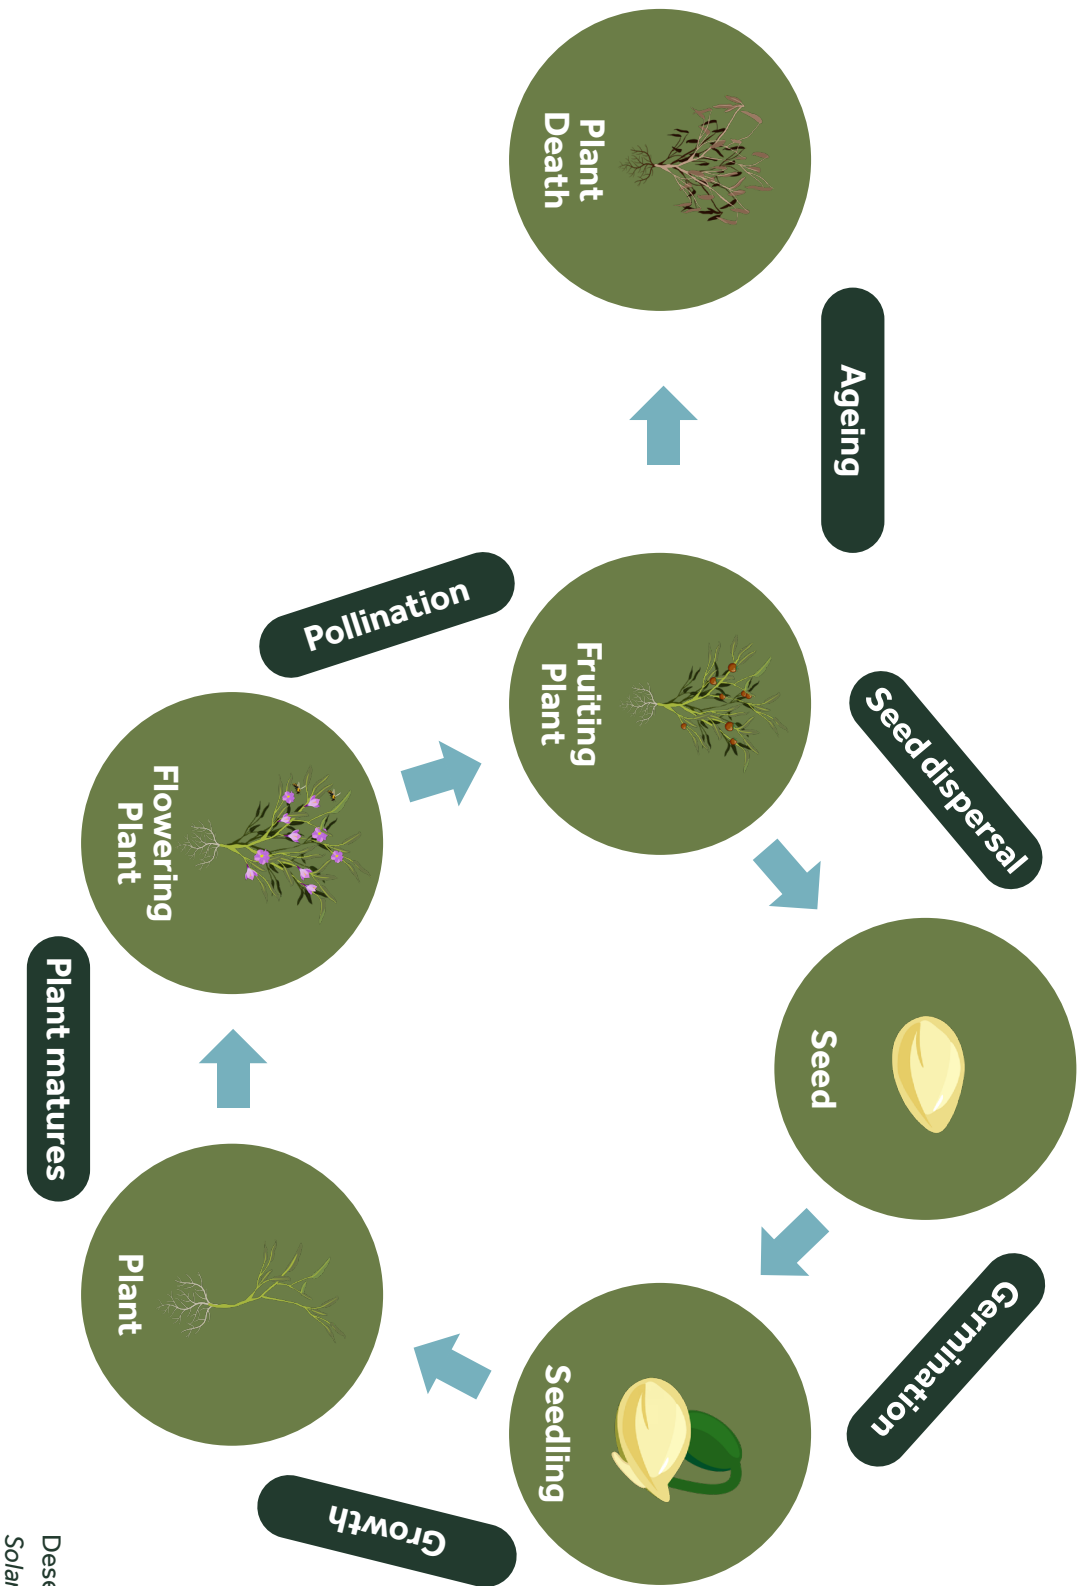 Seed
Seed dispersal
Germination
Ageing
Plant
Death
Fruiting
Plant
Seedling
Pollination
Growth
Flowering
Plant
Plant
Plant matures